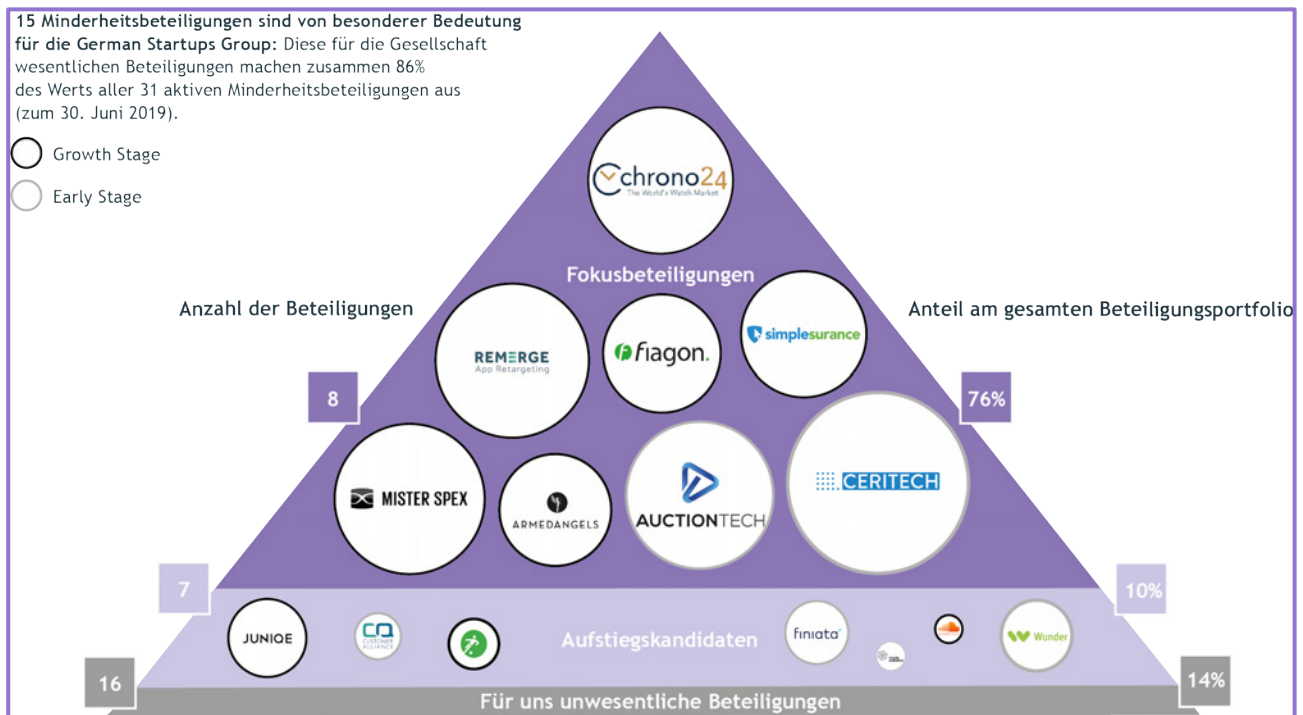 15 Minderheitsbeteiligungen sind von besonderer Bedeutung
für die German Startups Group: Diese für die Gesellschaft
wesentlichen Beteiligungen machen zusammen 86%
des Werts aller 31 aktiven Minderheitsbeteiligungen aus
(zum 30. Juni 2019).
Growth Stage
Early Stage
chrono24
The World's Watch Market
Fokusbeteiligungen
Anzahl der Beteiligungen
Anteil am gesamten Beteiligungsportfolio
REMERGE
App Retargeting
fiagon.
simplesurance
8
76%
MISTER SPEX
ARMEDANGELS
AUCTIONTECH
CERITECH
7
10%
JUNIQE
CUSTOMER
ALLIANCE
Aufstiegskandidaten
finiata
Wunder
16
14%
Für uns unwesentliche Beteiligungen